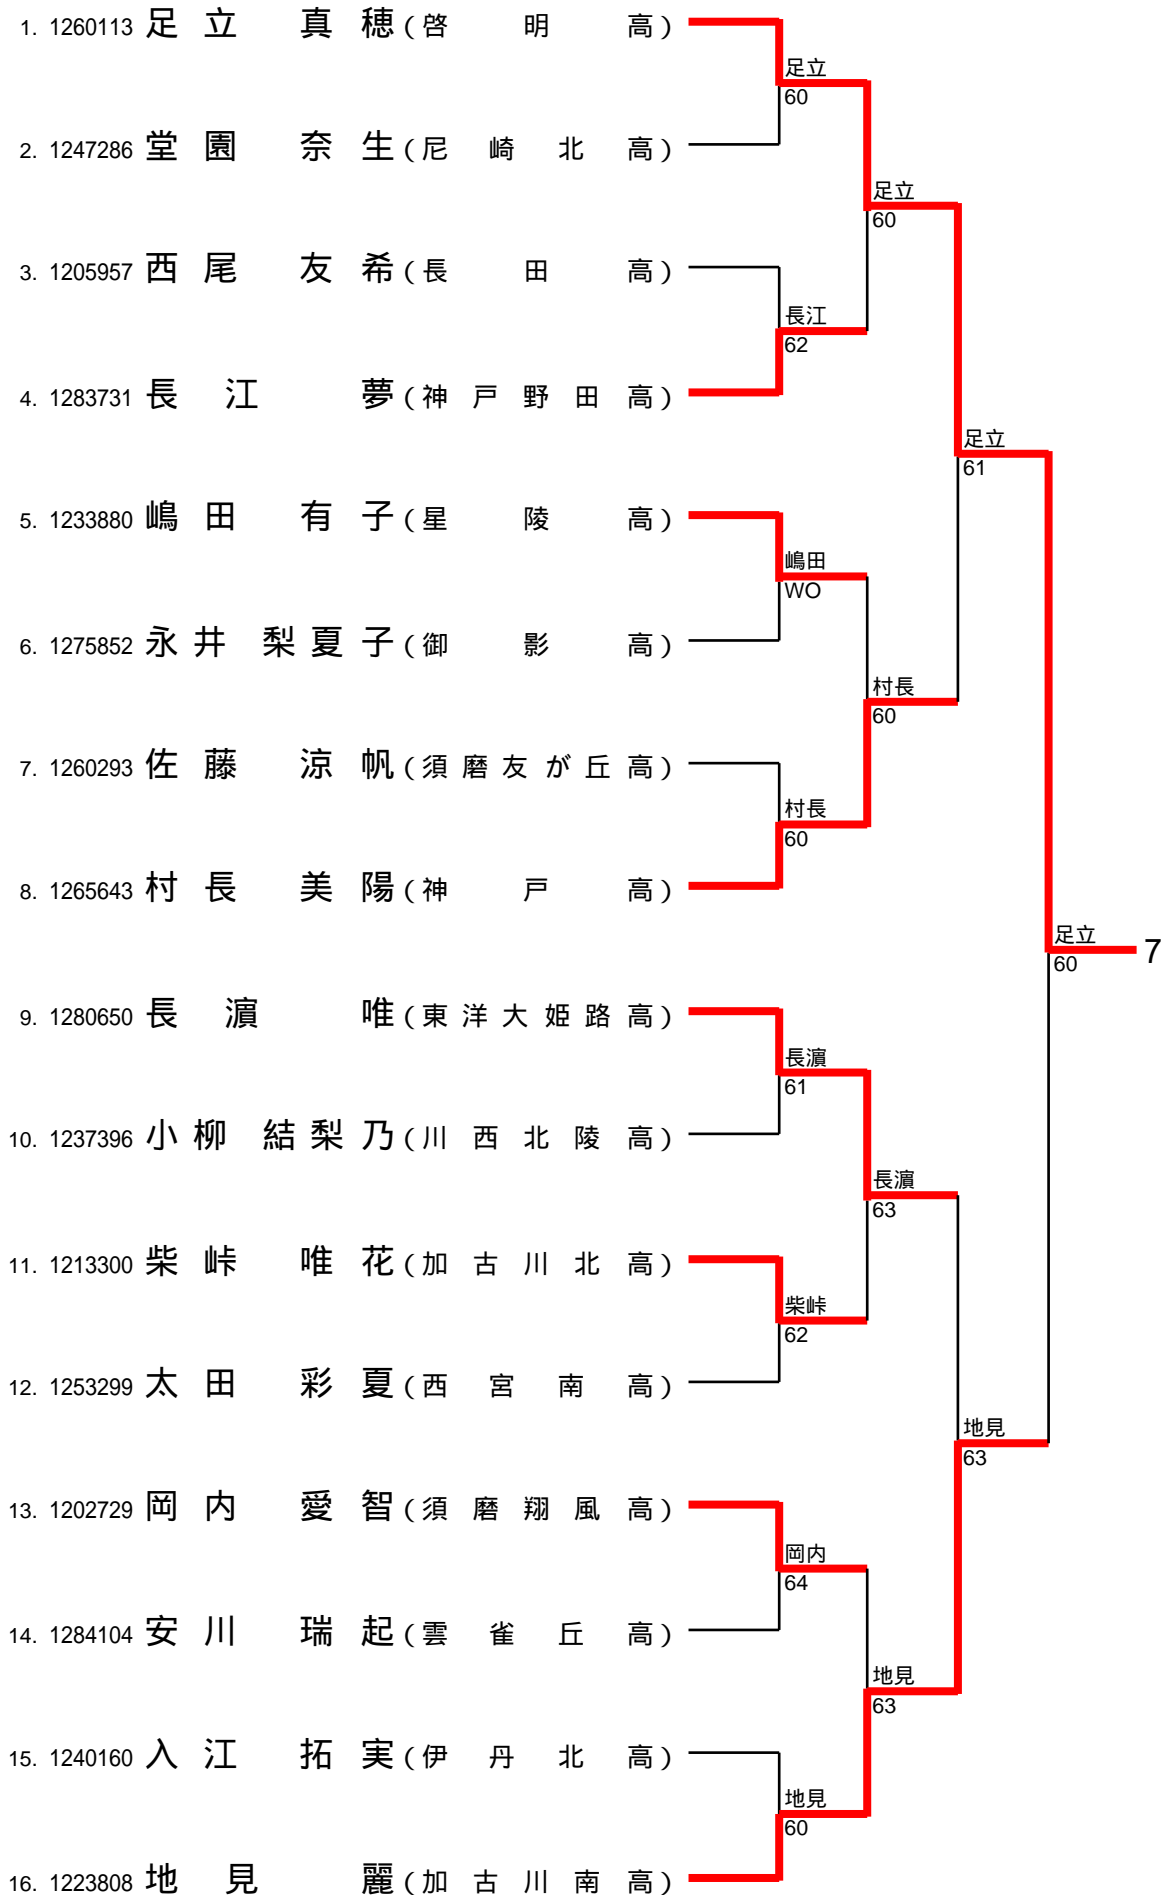 1. 1260113 足立 真穂 (啓明高)
足立
60
2. 1247286 堂園 奈生 (尼崎北高)
足立
60
3. 1205957 西尾 友希 (長田高)
長江
62
4. 1283731 長江 夢 (神戸野田高)
足立
61
5. 1233880 嶋田 有子 (星陵高)
嶋田
WO
6. 1275852 永井 梨夏子 (御影高)
村長
60
7. 1260293 佐藤 涼帆 (須磨友が丘高)
村長
60
8. 1265643 村長 美陽 (神戸高)
足立
60
7
9. 1280650 長濵 唯 (東洋大姫路高)
長濵
61
10. 1237396 小柳 結梨乃 (川西北陵高)
長濵
63
11. 1213300 柴峠 唯花 (加古川北高)
柴峠
62
12. 1253299 太田 彩夏 (西宮南高)
地見
63
13. 1202729 岡内 愛智 (須磨翔風高)
岡内
64
14. 1284104 安川 瑞起 (雲雀丘高)
地見
63
15. 1240160 入江 拓実 (伊丹北高)
地見
60
16. 1223808 地見 麗 (加古川南高)